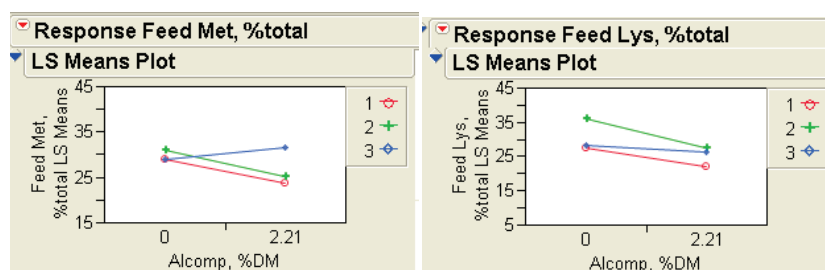 Response Feed Met, %total
LS Means Plot
Feed Met,
%total LS Means
45
35
25
15
0
2.21
Alcomp, %DM
1
2
3
Response Feed Lys, %total
LS Means Plot
Feed Lys,
%total LS Means
45
35
25
15
5
0
2.21
Alcomp, %DM
1
2
3